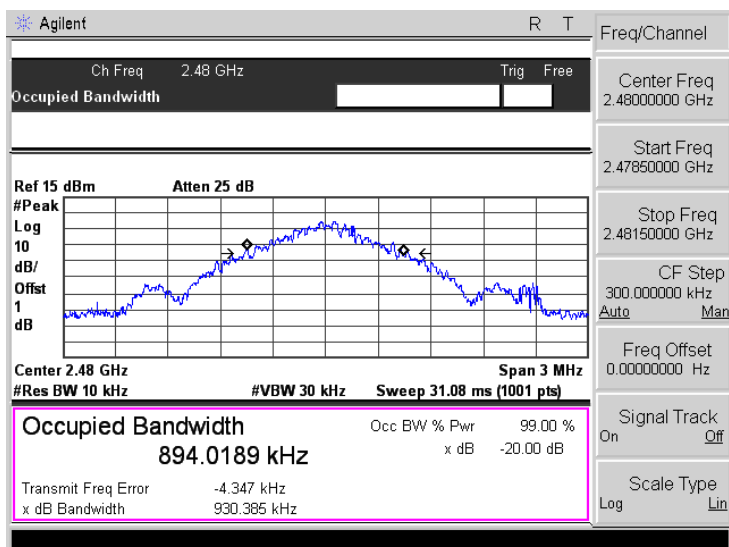 Agilent R T
Freq/Channel
Ch Freq 2.48 GHz Trig Free
Occupied Bandwidth
Center Freq
2.48000000 GHz
Start Freq
2.47850000 GHz
Stop Freq
2.48150000 GHz
CF Step
300.000000 kHz
Auto Man
Freq Offset
0.00000000 Hz
Signal Track
On Off
Scale Type
Log Lin
Ref 15 dBm Atten 25 dB
#Peak
Log
10
dB/
Offst
1
dB
Center 2.48 GHz Span 3 MHz
#Res BW 10 kHz #VBW 30 kHz Sweep 31.08 ms (1001 pts)
Occupied Bandwidth Occ BW % Pwr 99.00 %
894.0189 kHz x dB -20.00 dB
Transmit Freq Error -4.347 kHz
x dB Bandwidth 930.385 kHz